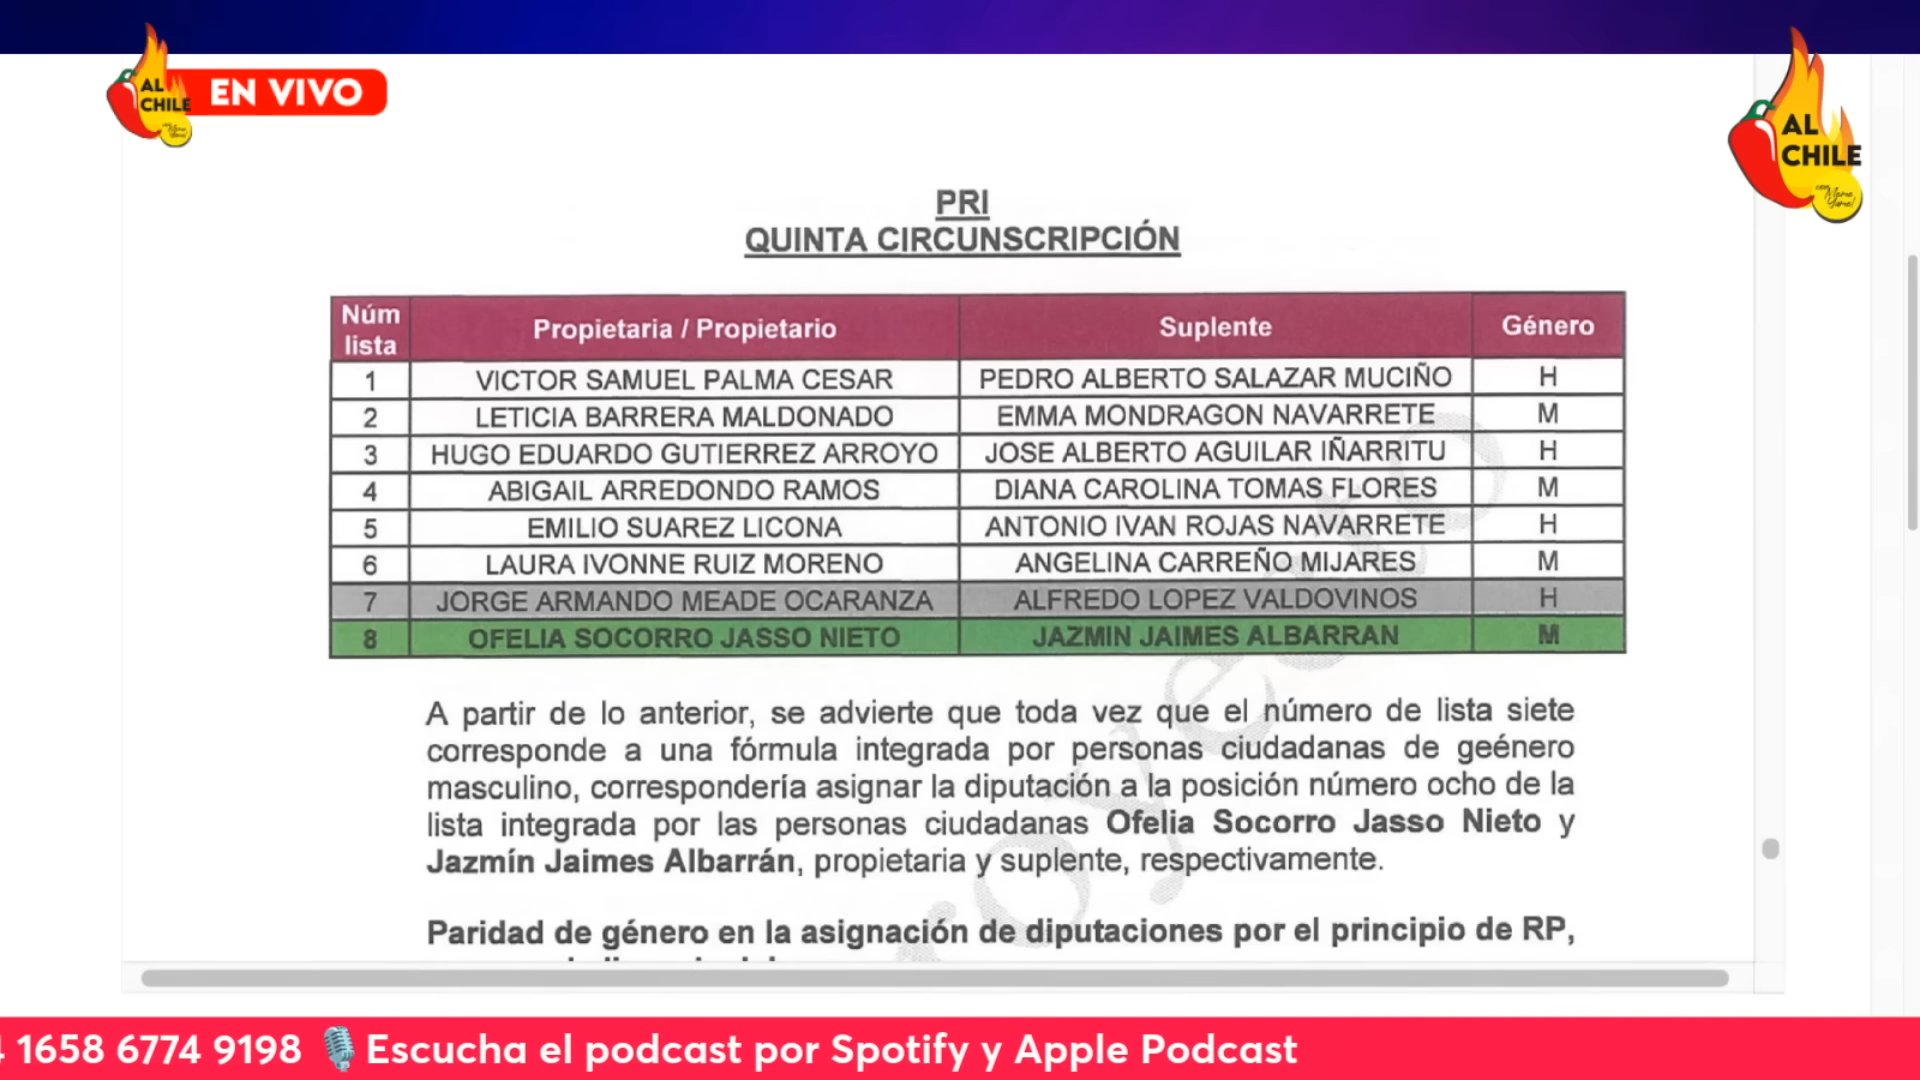 AL
CHILE
EN VIVO
AL
CHILE
PRI
QUINTA CIRCUNSCRIPCIÓN
Núm lista Propietaria / Propietario Suplente Género
1 VICTOR SAMUEL PALMA CESAR PEDRO ALBERTO SALAZAR MUCIÑO H
2 LETICIA BARRERA MALDONADO EMMA MONDRAGON NAVARRETE M
3 HUGO EDUARDO GUTIERREZ ARROYO JOSE ALBERTO AGUILAR IÑARRITU H
4 ABIGAIL ARREDONDO RAMOS DIANA CAROLINA TOMAS FLORES M
5 EMILIO SUAREZ LICONA ANTONIO IVAN ROJAS NAVARRETE H
6 LAURA IVONNE RUIZ MORENO ANGELINA CARREÑO MIJARES M
7 JORGE ARMANDO MEADE OCARANZA ALFREDO LOPEZ VALDOVINOS H
8 OFELIA SOCORRO JASSO NIETO JAZMIN JAIMES ALBARRAN M
A partir de lo anterior, se advierte que toda vez que el número de lista siete
corresponde a una fórmula integrada por personas ciudadanas de geénero
masculino, correspondería asignar la diputación a la posición número ocho de la
lista integrada por las personas ciudadanas Ofelia Socorro Jasso Nieto y
Jazmín Jaimes Albarrán, propietaria y suplente, respectivamente.
Paridad de género en la asignación de diputaciones por el principio de RP,
1658 6774 9198 🎙️Escucha el podcast por Spotify y Apple Podcast